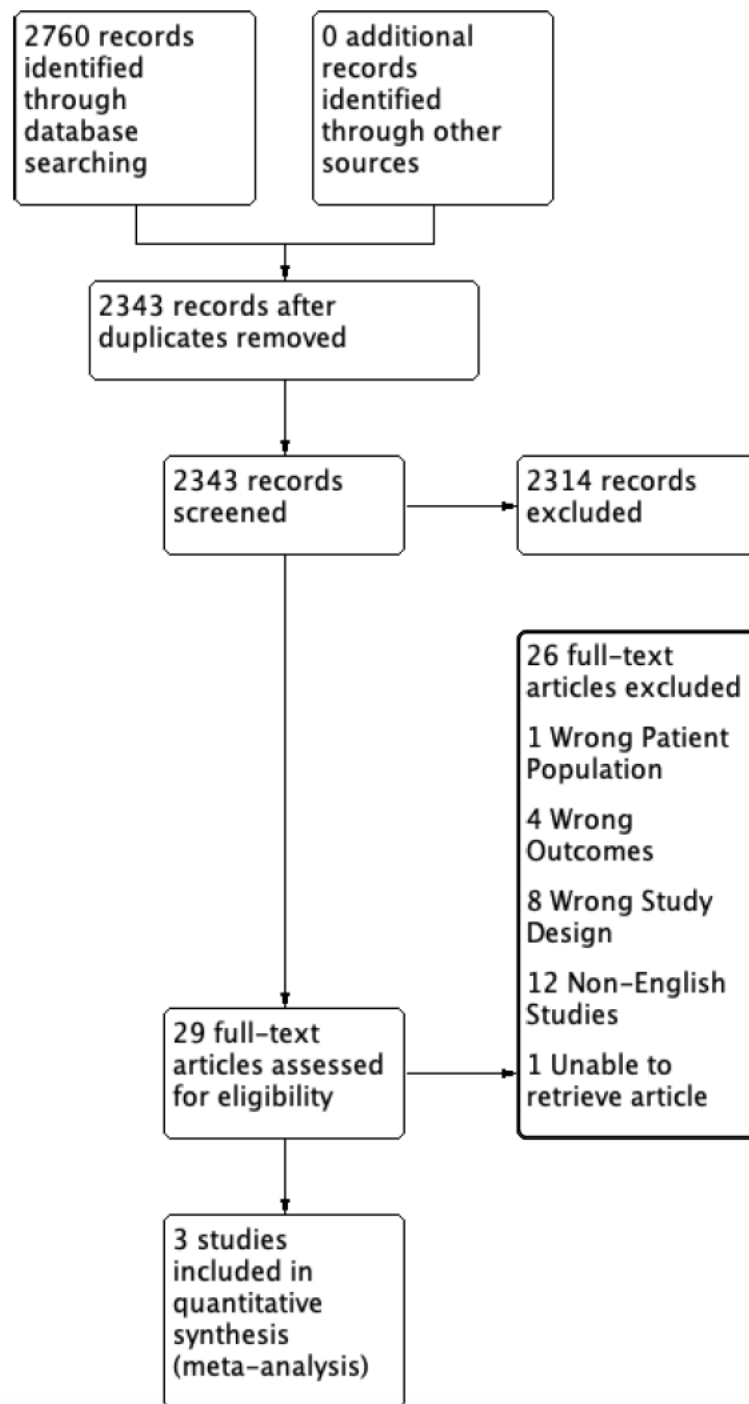 2760 records
identified
through
database
searching
0 additional
records
identified
through other
sources
2343 records after
duplicates removed
2343 records
screened
2314 records
excluded
26 full-text
articles excluded
1 Wrong Patient
Population
4 Wrong
Outcomes
8 Wrong Study
Design
12 Non-English
Studies
1 Unable to
retrieve article
29 full-text
articles assessed
for eligibility
3 studies
included in
quantitative
synthesis
(meta-analysis)